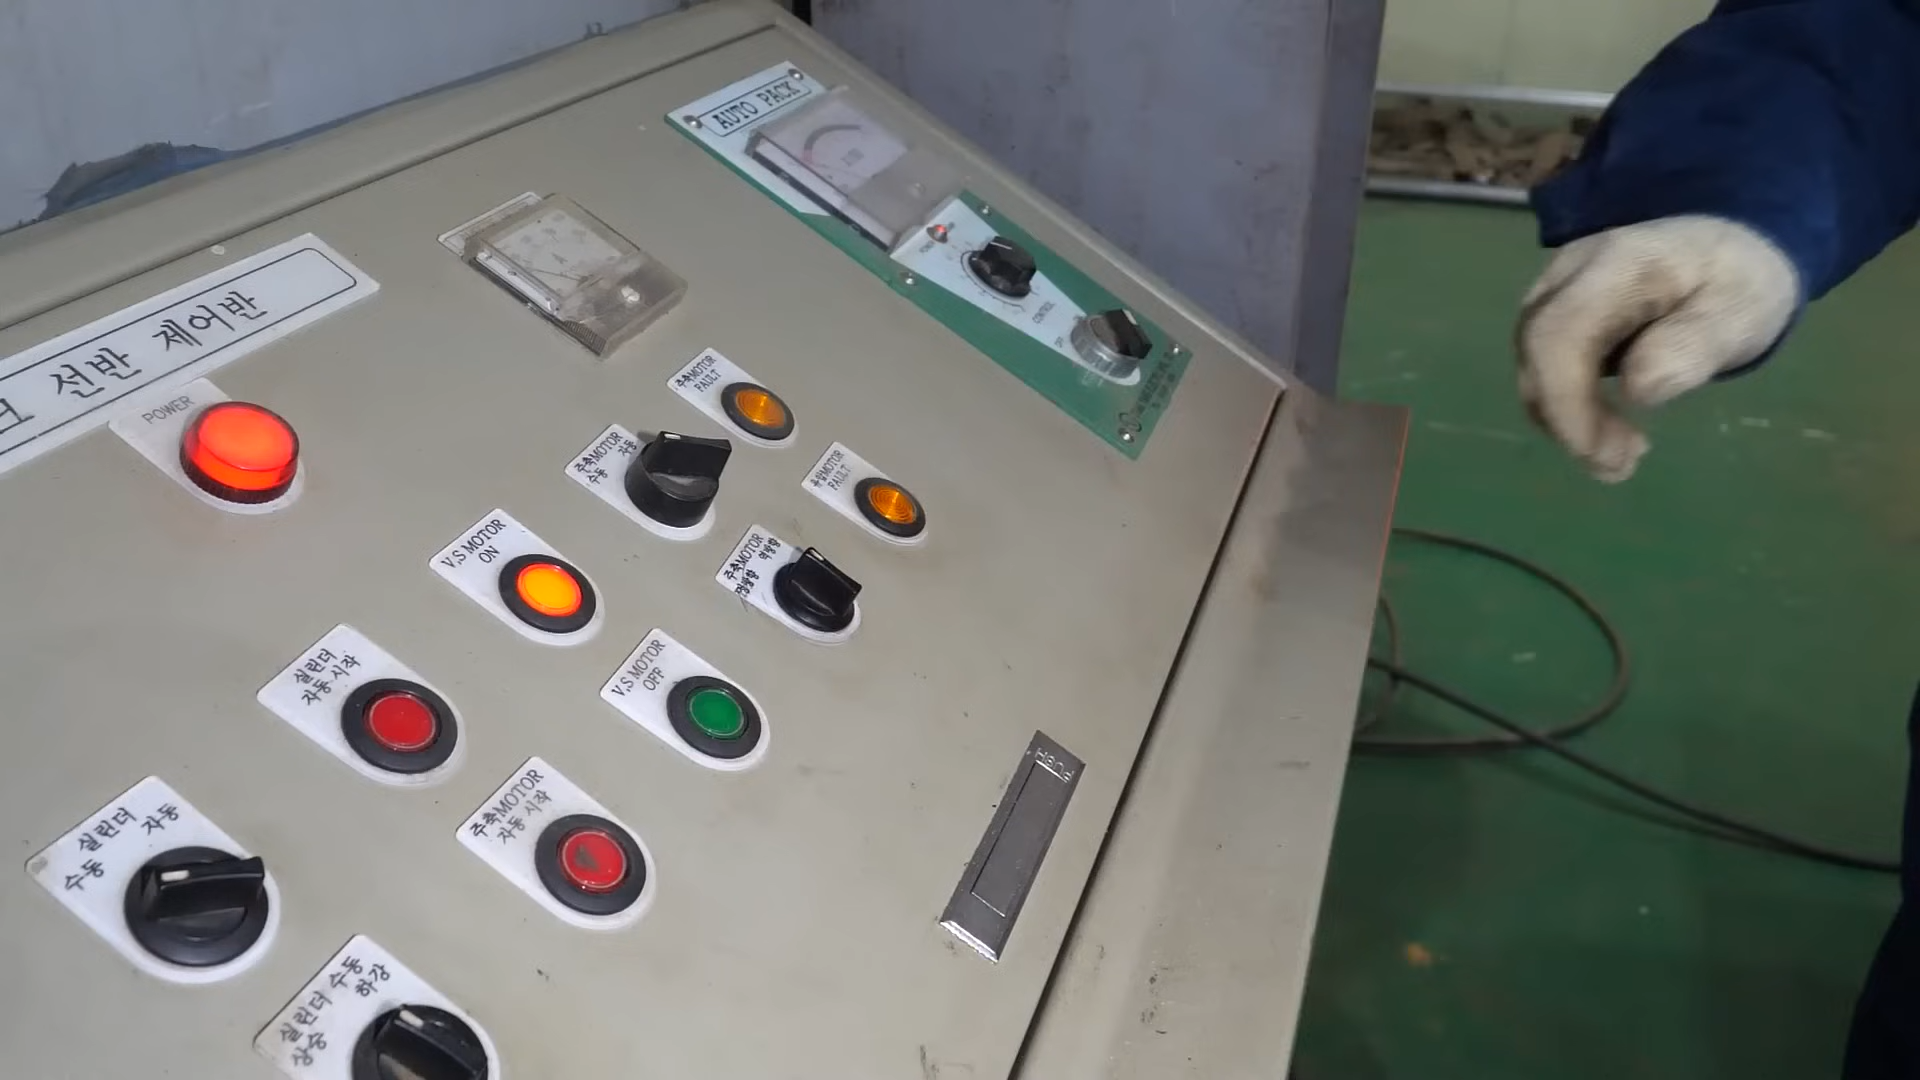 AUTO PACK
A
CONTROL
OFF
선반 제어반
POWER
주축MOTOR
FAULT
주축MOTOR
수동 자동
유압MOTOR
FAULT
V.S MOTOR
ON
주축MOTOR
정방향 역방향
실린더
자동 시작
V.S MOTOR
OFF
주축MOTOR
자동 시작
PUSH
실린더
수동 자동
실린더 수동
상승 하강